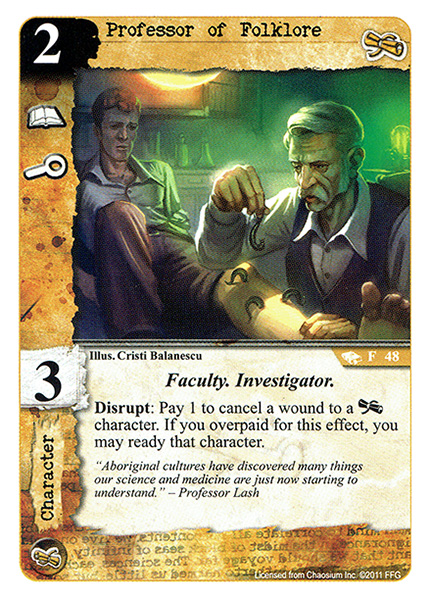 2
Professor of Folklore
Illus. Cristi Balanescu
F 48
3
Faculty. Investigator.
Disrupt: Pay 1 to cancel a wound to a
character. If you overpaid for this effect, you
may ready that character.
“Aboriginal cultures have discovered many things
our science and medicine are just now starting to
understand.” – Professor Lash
Character
Licensed from Chaosium Inc. ©2011 FFG